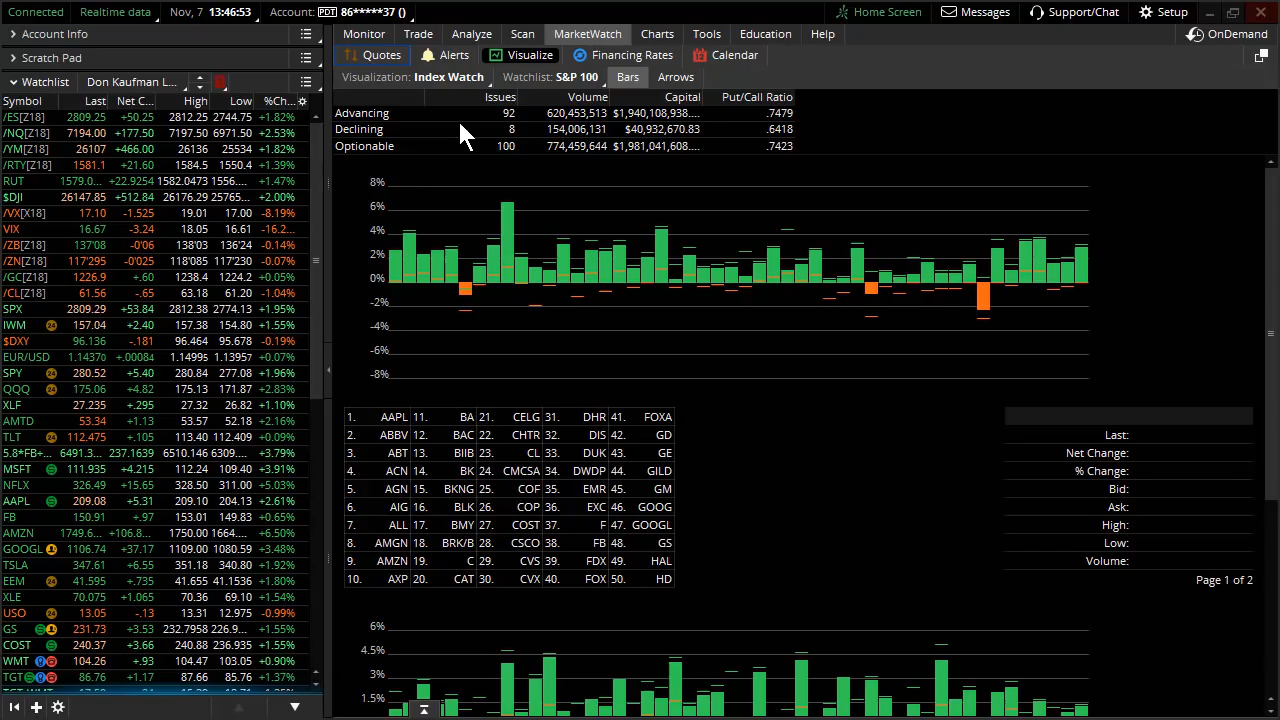 Connected Realtime data Nov, 7 13:46:53 Account: PDT 86*****37 () Home Screen Messages Support/Chat Setup
Account Info
Monitor Trade Analyze Scan MarketWatch Charts Tools Education Help OnDemand
Scratch Pad
Quotes Alerts Visualize Financing Rates Calendar
Watchlist Don Kaufman L...
Visualization: Index Watch Watchlist: S&P 100 Bars Arrows
Symbol Last Net C... High Low %Ch...
/ES[Z18] 2809.25 +50.25 2812.25 2744.75 +1.82%
/NQ[Z18] 7194.00 +177.50 7197.50 6971.50 +2.53%
/YM[Z18] 26107 +466.00 26136 25534 +1.82%
/RTY[Z18] 1581.1 +21.60 1584.5 1550.4 +1.39%
RUT 1579.0... +22.9254 1582.0473 1556.... +1.47%
$DJI 26147.85 +512.84 26176.29 25765... +2.00%
/VX[X18] 17.10 -1.525 19.01 17.00 -8.19%
VIX 16.67 -3.24 18.05 16.61 -16.2...
/ZB[Z18] 137'08 -0'06 138'03 136'24 -0.14%
/ZN[Z18] 117'295 -0'025 118'085 117'230 -0.07%
/GC[Z18] 1226.9 +.60 1238.4 1224.2 +0.05%
/CL[Z18] 61.56 -.65 63.18 61.20 -1.04%
SPX 2809.29 +53.84 2812.38 2774.13 +1.95%
IWM 24 157.04 +2.40 157.38 154.80 +1.55%
$DXY 96.136 -.181 96.464 95.678 -0.19%
EUR/USD 1.14370 +.00084 1.14995 1.13957 +0.07%
SPY 24 280.52 +5.40 280.84 277.08 +1.96%
QQQ 24 175.06 +4.82 175.13 171.87 +2.83%
XLF 27.235 +.295 27.32 26.82 +1.10%
AMTD 53.34 +1.13 53.57 52.18 +2.16%
TLT 24 112.475 +.105 113.40 112.409 +0.09%
5.8*FB+... 6491.3... 237.1639 6510.146 6309.... +3.79%
MSFT 111.935 +4.215 112.24 109.40 +3.91%
NFLX 326.49 +15.65 328.50 311.00 +5.03%
AAPL 209.08 +5.31 209.10 204.13 +2.61%
FB 150.91 +.97 153.01 149.83 +0.65%
AMZN 1749.6... +106.8... 1750.00 1664.... +6.50%
GOOGL 1106.74 +37.17 1109.00 1080.59 +3.48%
TSLA 347.61 +6.55 351.18 340.80 +1.92%
EEM 24 41.595 +.735 41.655 41.1536 +1.80%
XLE 70.075 +1.065 70.36 69.10 +1.54%
USO 24 13.05 -.13 13.31 12.975 -0.99%
GS 231.73 +3.53 232.7958 226.9... +1.55%
COST 240.37 +3.66 240.88 236.935 +1.55%
WMT 104.26 +.93 104.47 103.05 +0.90%
TGT 86.76 +1.17 87.66 85.76 +1.37%
Issues Volume Capital Put/Call Ratio
Advancing 92 620,453,513 $1,940,108,938.... .7479
Declining 8 154,006,131 $40,932,670.83 .6418
Optionable 100 774,459,644 $1,981,041,608.... .7423
8%
6%
4%
2%
0%
-2%
-4%
-6%
-8%
1. AAPL 11. BA 21. CELG 31. DHR 41. FOXA
2. ABBV 12. BAC 22. CHTR 32. DIS 42. GD
3. ABT 13. BIIB 23. CL 33. DUK 43. GE
4. ACN 14. BK 24. CMCSA 34. DWDP 44. GILD
5. AGN 15. BKNG 25. COF 35. EMR 45. GM
6. AIG 16. BLK 26. COP 36. EXC 46. GOOG
7. ALL 17. BMY 27. COST 37. F 47. GOOGL
8. AMGN 18. BRK/B 28. CSCO 38. FB 48. GS
9. AMZN 19. C 29. CVS 39. FDX 49. HAL
10. AXP 20. CAT 30. CVX 40. FOX 50. HD
Last:
Net Change:
% Change:
Bid:
Ask:
High:
Low:
Volume:
Page 1 of 2
6%
4.5%
3%
1.5%